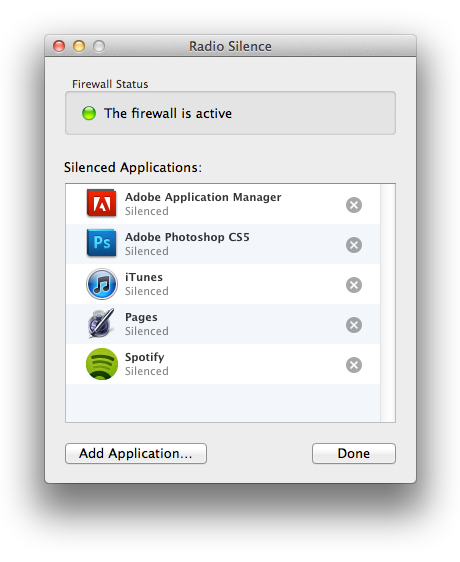 Radio Silence
Firewall Status
The firewall is active
Silenced Applications:
Adobe Application Manager
Silenced
Ps
Adobe Photoshop CS5
Silenced
iTunes
Silenced
Pages
Silenced
Spotify
Silenced
Add Application...
Done